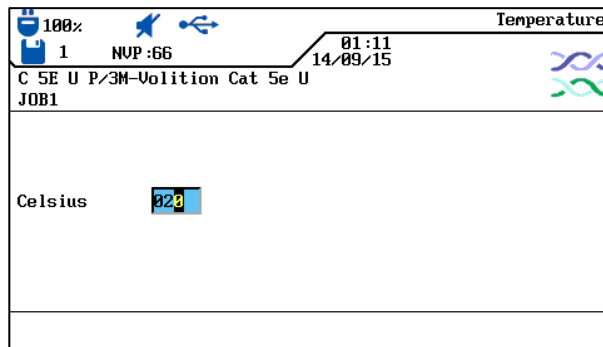 100% Temperature
1 NVP:66 01:11
14/09/15
C 5E U P/3M-Volition Cat 5e U
JOB1
Celsius 020